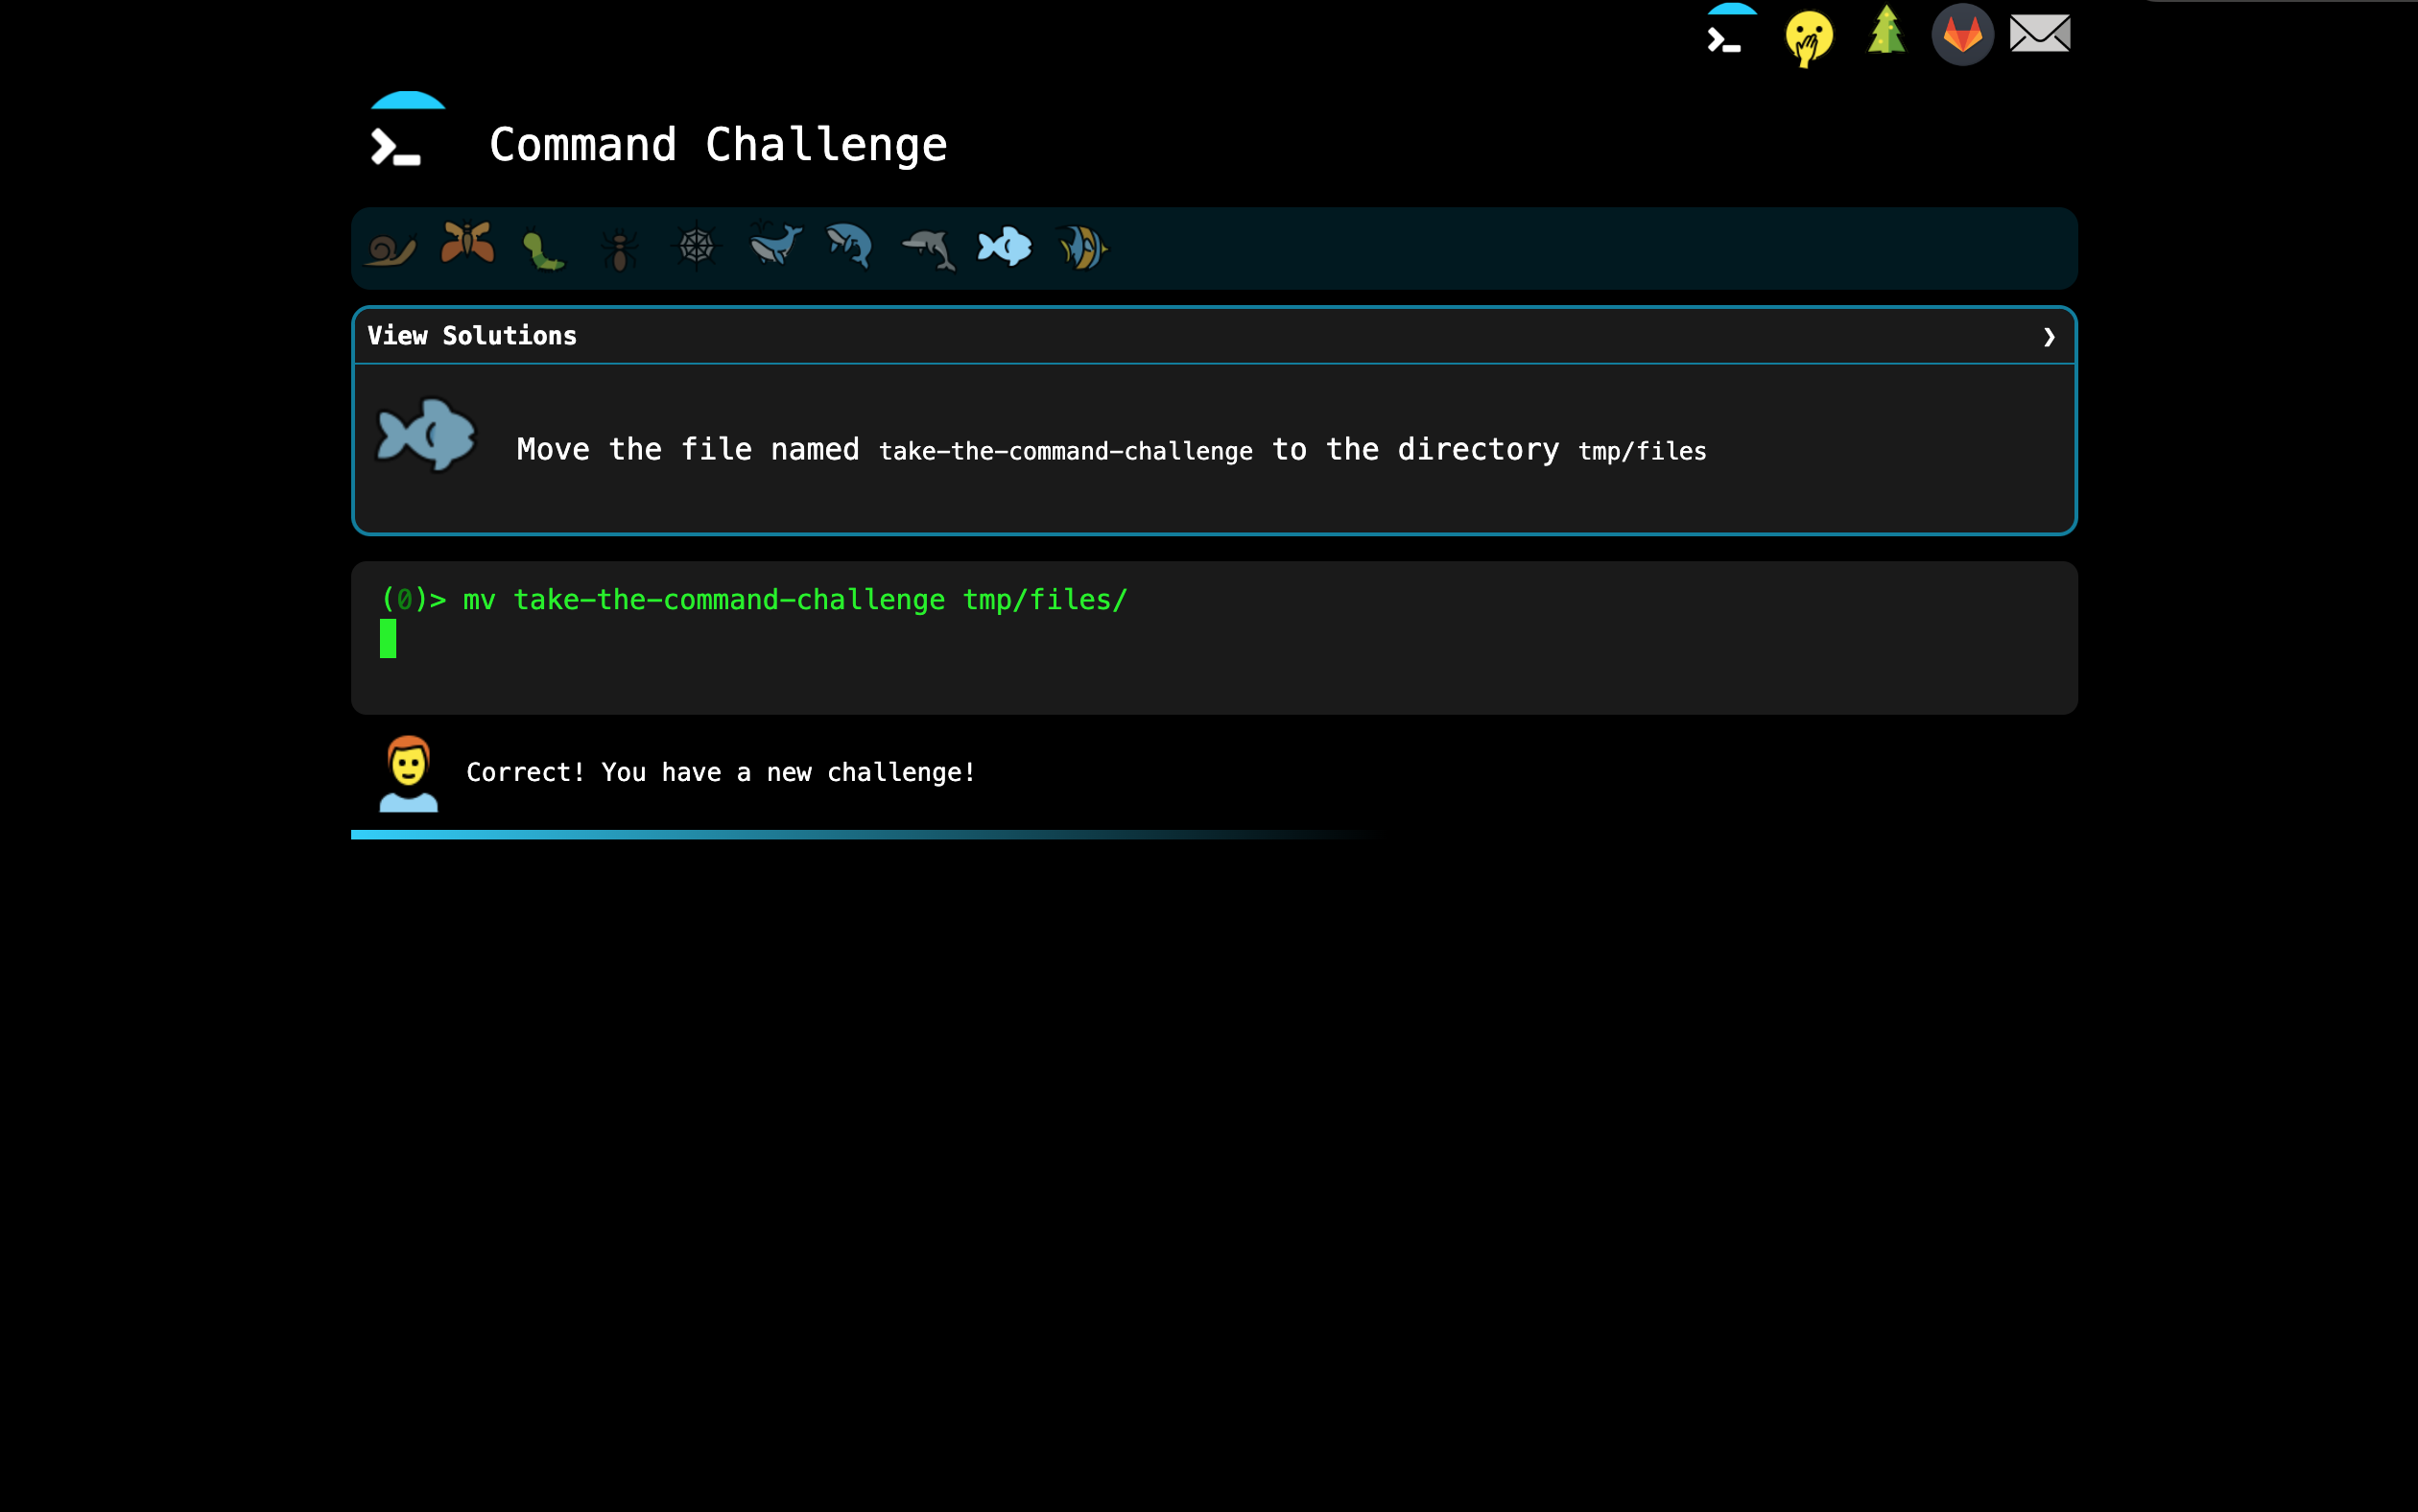 Command Challenge
View Solutions ❯
Move the file named take-the-command-challenge to the directory tmp/files
(0)> mv take-the-command-challenge tmp/files/
Correct! You have a new challenge!